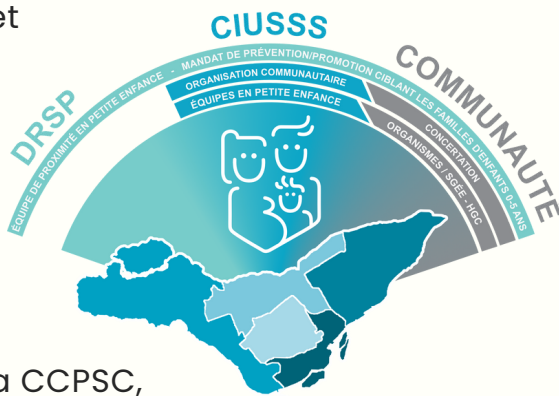 et
CIUSSS
DRSP
COMMUNAUTE
ÉQUIPE DE PROXIMITÉ EN PETITE ENFANCE - MANDAT DE PRÉVENTION/PROMOTION CIBLANT LES FAMILLES D'ENFANTS 0-5 ANS
ORGANISATION COMMUNAUTAIRE
ÉQUIPES EN PETITE ENFANCE
CONCERTATION
ORGANISMES / SGÉE - HGC
a CCPSC,